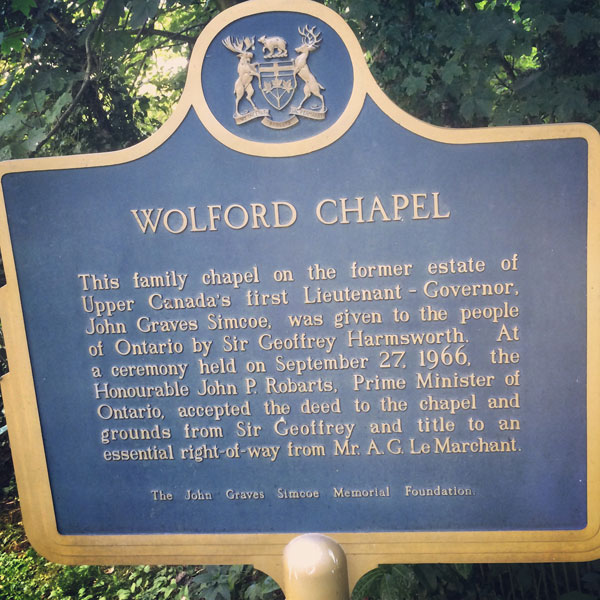 WOLFORD CHAPEL
This family chapel on the former estate of
Upper Canada's first Lieutenant-Governor,
John Graves Simcoe, was given to the people
of Ontario by Sir Geoffrey Harmsworth. At
a ceremony held on September 27, 1966, the
Honourable John P. Robarts, Prime Minister of
Ontario, accepted the deed to the chapel and
grounds from Sir Geoffrey and title to an
essential right-of-way from Mr. A. G. Le Marchant.
The John Graves Simcoe Memorial Foundation.